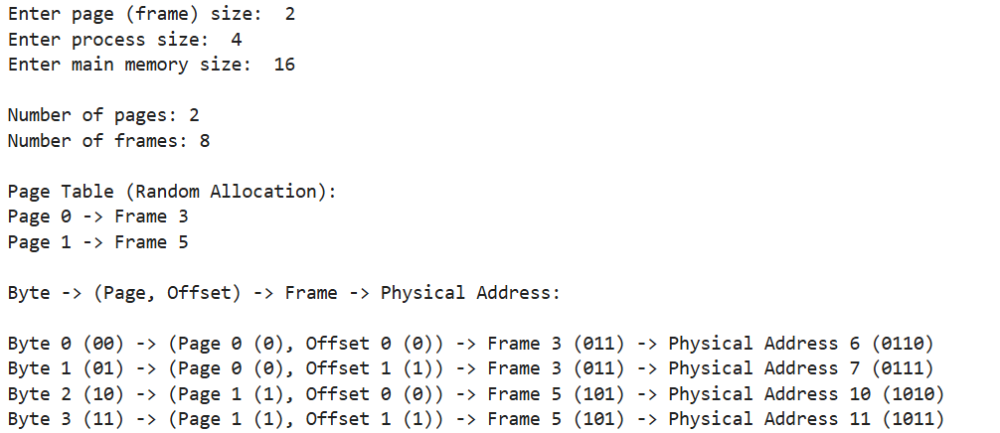 Enter page (frame) size:  2
Enter process size:  4
Enter main memory size:  16
Number of pages: 2
Number of frames: 8
Page Table (Random Allocation):
Page 0 -> Frame 3
Page 1 -> Frame 5
Byte -> (Page, Offset) -> Frame -> Physical Address:
Byte 0 (00) -> (Page 0 (0), Offset 0 (0)) -> Frame 3 (011) -> Physical Address 6 (0110)
Byte 1 (01) -> (Page 0 (0), Offset 1 (1)) -> Frame 3 (011) -> Physical Address 7 (0111)
Byte 2 (10) -> (Page 1 (1), Offset 0 (0)) -> Frame 5 (101) -> Physical Address 10 (1010)
Byte 3 (11) -> (Page 1 (1), Offset 1 (1)) -> Frame 5 (101) -> Physical Address 11 (1011)